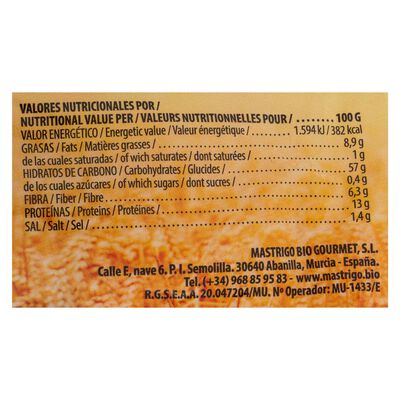 VALORES NUTRICIONALES POR /
NUTRITIONAL VALUE PER / VALEURS NUTRITIONNELLES POUR / ........ 100 G
VALOR ENERGÉTICO / Energetic value / Valeur énergétique / ........ 1.594 kJ / 382 kcal
GRASAS / Fats / Matières grasses / ........ 8,9 g
de las cuales saturadas / of wich saturates / dont saturées / ........ 1 g
HIDRATOS DE CARBONO / Carbohydrates / Glucides / ........ 57 g
de los cuales azúcares / of which sugars / dont sucres / ........ 0,4 g
FIBRA / Fiber / Fibre / ........ 6,3 g
PROTEÍNAS / Proteins / Protéines / ........ 13 g
SAL / Salt / Sel / ........ 1,4 g
MASTRIGO BIO GOURMET, S.L.
Calle E, nave 6. P. I. Semolilla. 30640 Abanilla, Murcia - España.
Tel. (+34) 968 85 95 83 - www.mastrigo.bio
R.G.S.E.A.A. 20.047204/MU. Nº Operador: MU-1433/E